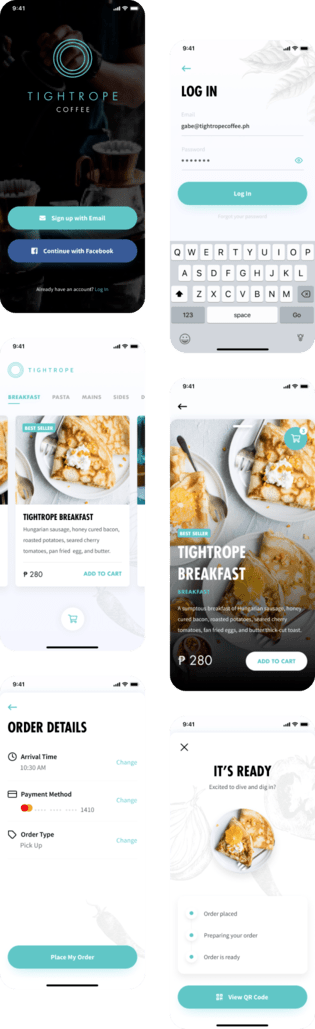 9:41
TIGHTROPE
COFFEE
Sign up with Email
Continue with Facebook
Already have an account? Log In
9:41
LOG IN
Email
gabe@tightropecoffee.ph
Password
Log In
Forgot your password?
Q W E R T Y U I O P
A S D F G H J K L
Z X C V B N M
123 space Go
9:41
TIGHTROPE
BREAKFAST PASTA MAINS SIDES D
BEST SELLER
TIGHTROPE BREAKFAST
Hungarian sausage, honey cured bacon,
roasted potatoes, seared cherry
tomatoes, pan fried egg, and butter.
₱ 280 ADD TO CART
9:41
BEST SELLER
TIGHTROPE
BREAKFAST
BREAKFAST
A sumptous breakfast of Hungarian sausage, honey
cured bacon, roasted potatoes, seared cherry
tomatoes, fan fried eggs, and butter thick-cut toast.
₱ 280 ADD TO CART
9:41
ORDER DETAILS
Arrival Time
10:30 AM
Change
Payment Method
1410
Change
Order Type
Pick Up
Change
Place My Order
9:41
IT'S READY
Excited to dive and dig in?
Order placed
Preparing your order
Order is ready
View QR Code